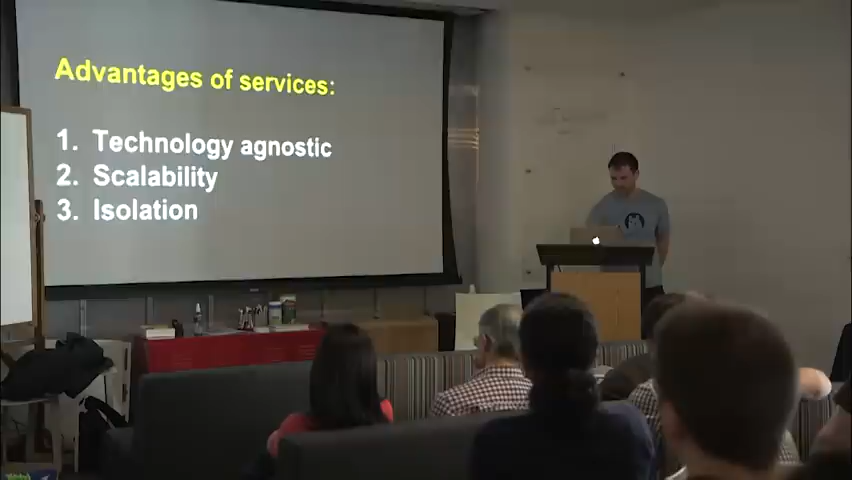 Advantages of services:
1. Technology agnostic
2. Scalability
3. Isolation